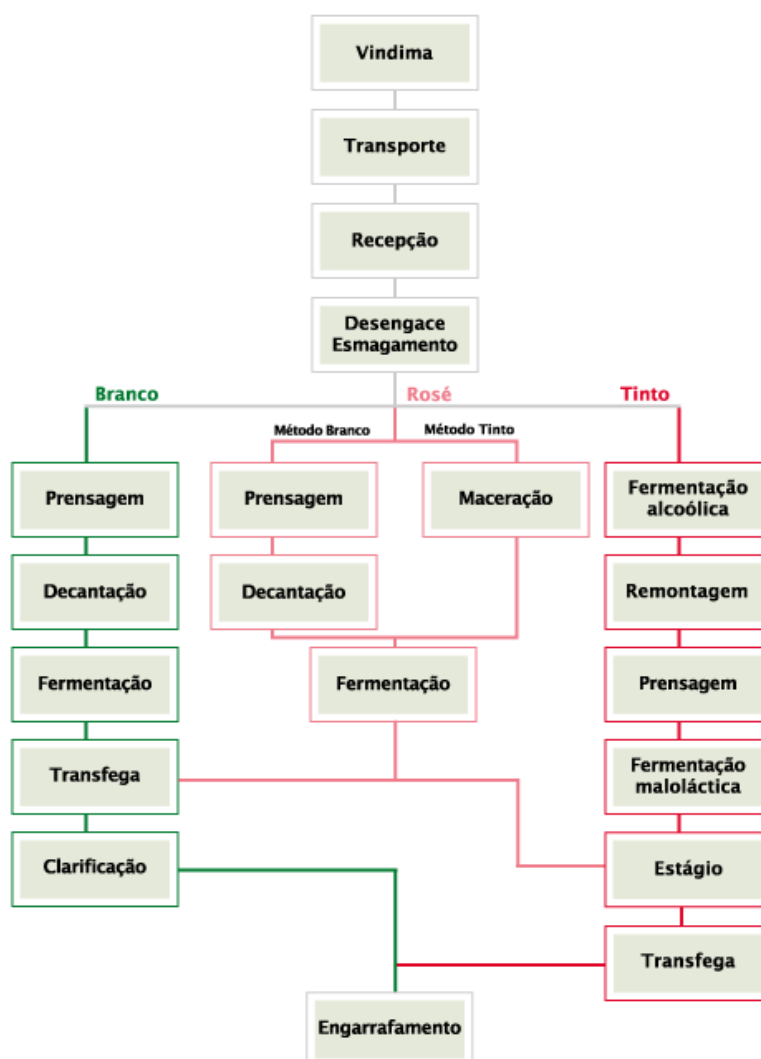 Vindima
Transporte
Recepção
Desengace
Esmagamento
Branco
Rosé
Tinto
Método Branco
Método Tinto
Prensagem
Prensagem
Maceração
Fermentação
alcoólica
Decantação
Decantação
Remontagem
Fermentação
Fermentação
Prensagem
Transfega
Fermentação
maloláctica
Clarificação
Estágio
Transfega
Engarrafamento